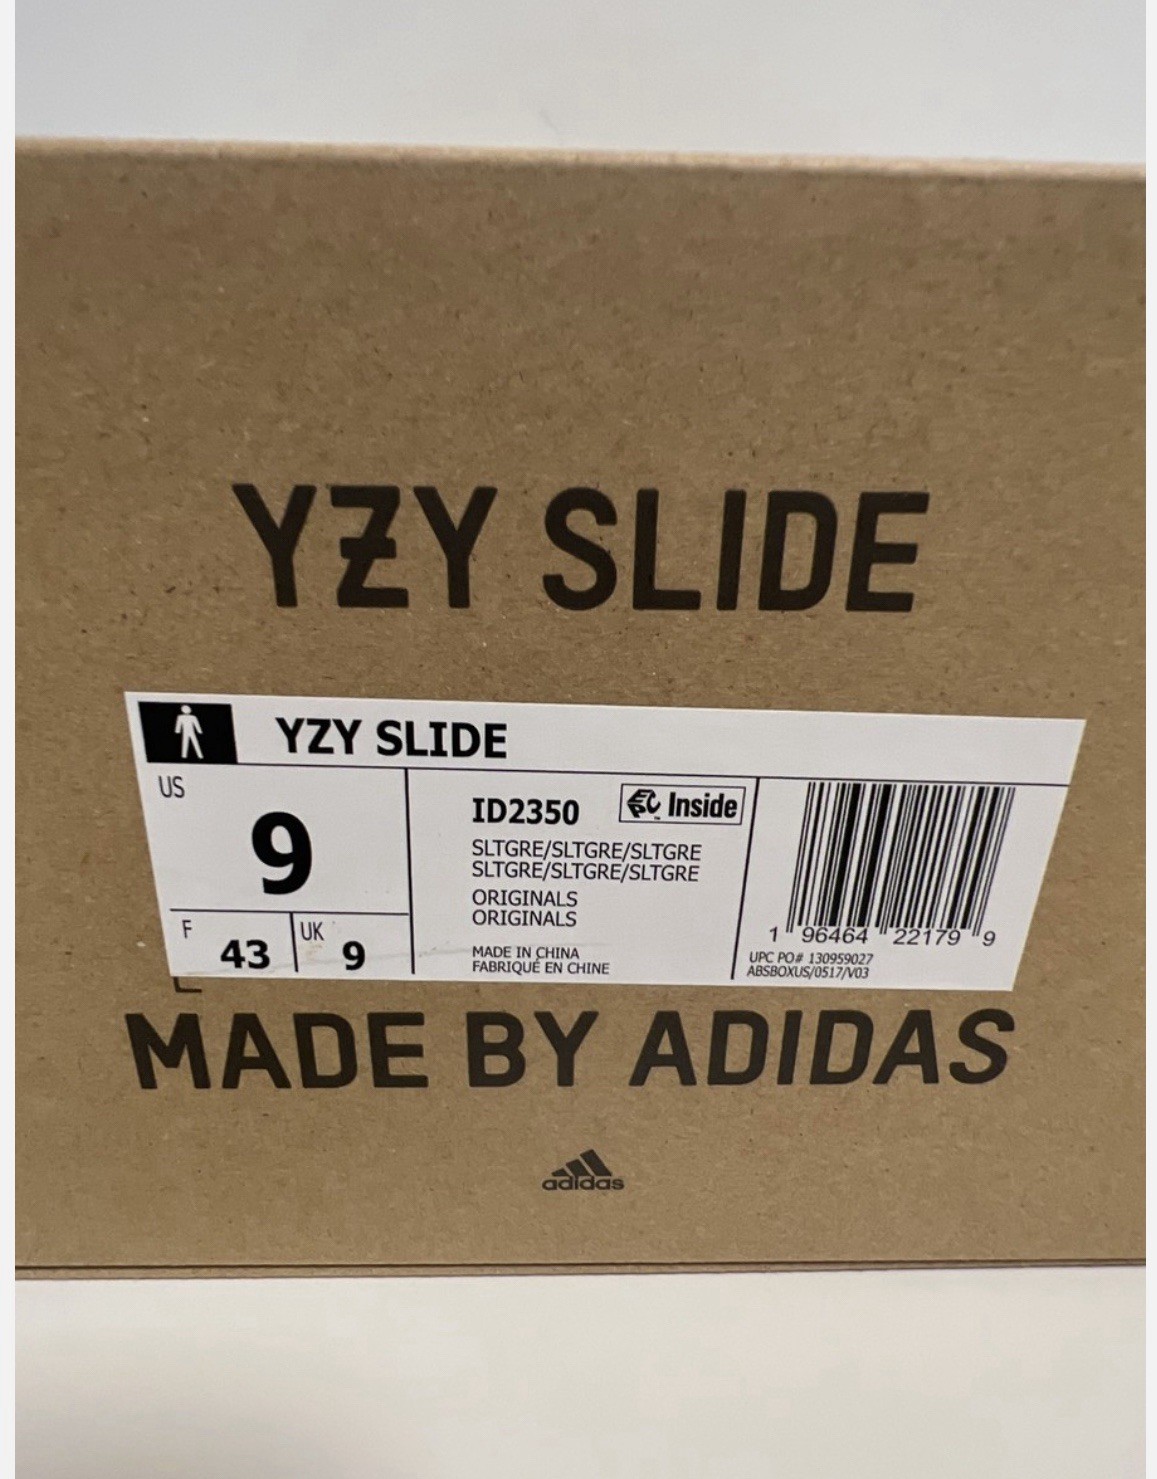 YZY SLIDE
YZY SLIDE
US
9
F
43
UK
9
ID2350
EPC Inside
SLTGRE/SLTGRE/SLTGRE
SLTGRE/SLTGRE/SLTGRE
ORIGINALS
ORIGINALS
MADE IN CHINA
FABRIQUÉ EN CHINE
1 96464 22179 9
UPC PO# 130959027
ABSBOXUS/0517/V03
MADE BY ADIDAS
adidas